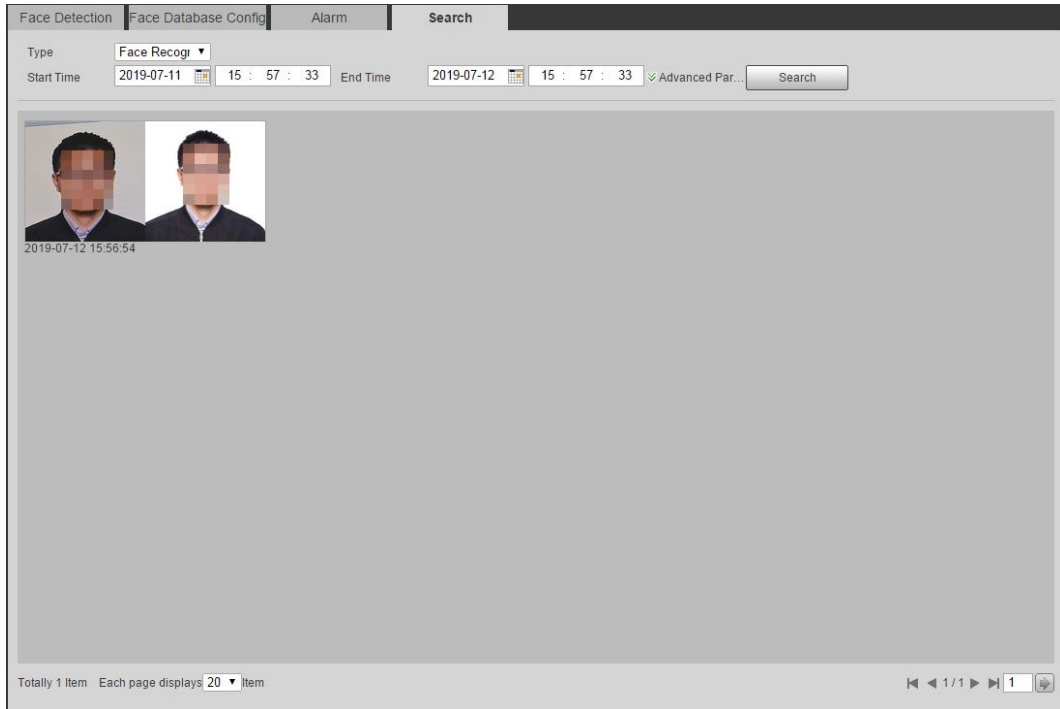 Face Detection Face Database Config Alarm Search
Type Face Recogr
Start Time 2019-07-11 15 : 57 : 33 End Time 2019-07-12 15 : 57 : 33 Advanced Par... Search
2019-07-12 15:56:54
Totally 1 Item Each page displays 20 Item 1 / 1 1